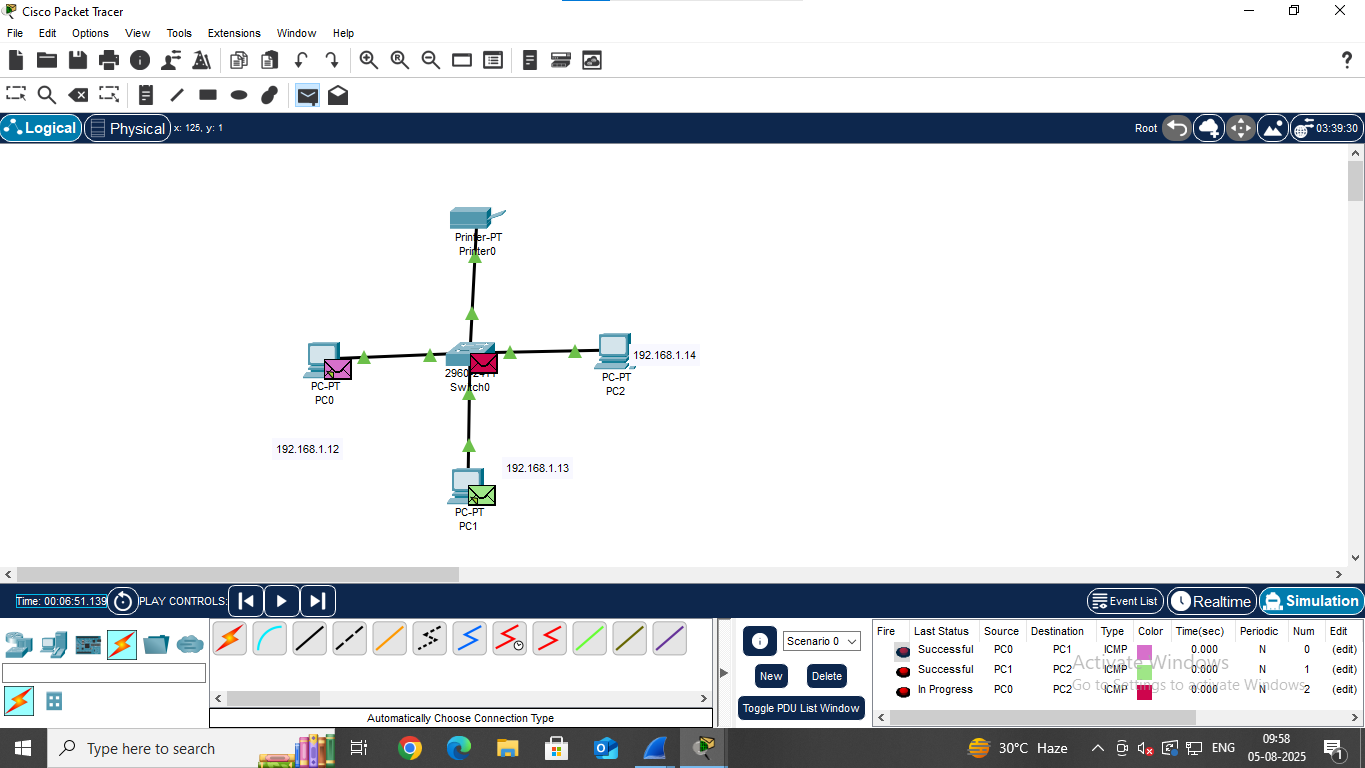 Cisco Packet Tracer
File Edit Options View Tools Extensions Window Help
Logical Physical x: 125, y: 1 Root 03:39:30
Printer-PT
Printer0
192.168.1.14
PC-PT
PC2
PC-PT
PC0
Switch0
192.168.1.12
192.168.1.13
PC-PT
PC1
Time: 00:06:51.139 PLAY CONTROLS: Event List Realtime Simulation
Fire Last Status Source Destination Type Color Time(sec) Periodic Num Edit
Successful PC0 PC1 ICMP 0.000 N 0 (edit)
Successful PC1 PC2 ICMP 0.000 N 1 (edit)
In Progress PC0 PC2 ICMP 0.000 N 2 (edit)
Scenario 0
New Delete
Toggle PDU List Window
Activate Windows
Go to Settings to activate Windows.
Automatically Choose Connection Type
Type here to search
30°C Haze
ENG
09:58
05-08-2025
1